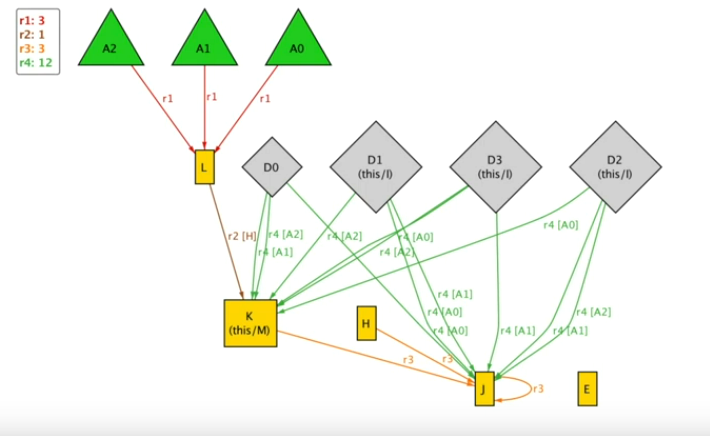 r1: 3
r2: 1
r3: 3
r4: 12
A2
A1
A0
r1
r1
r1
L
D0
D1
(this/I)
D3
(this/I)
D2
(this/I)
r2 [H]
r4 [A2]
r4 [A2]
r4 [A0]
r4 [A0]
r4 [A1]
r4 [A2]
r4 [A1]
r4 [A0]
r4 [A2]
K
(this/M)
H
r4 [A0]
r4 [A1]
r4 [A1]
r3
r3
J
r3
E